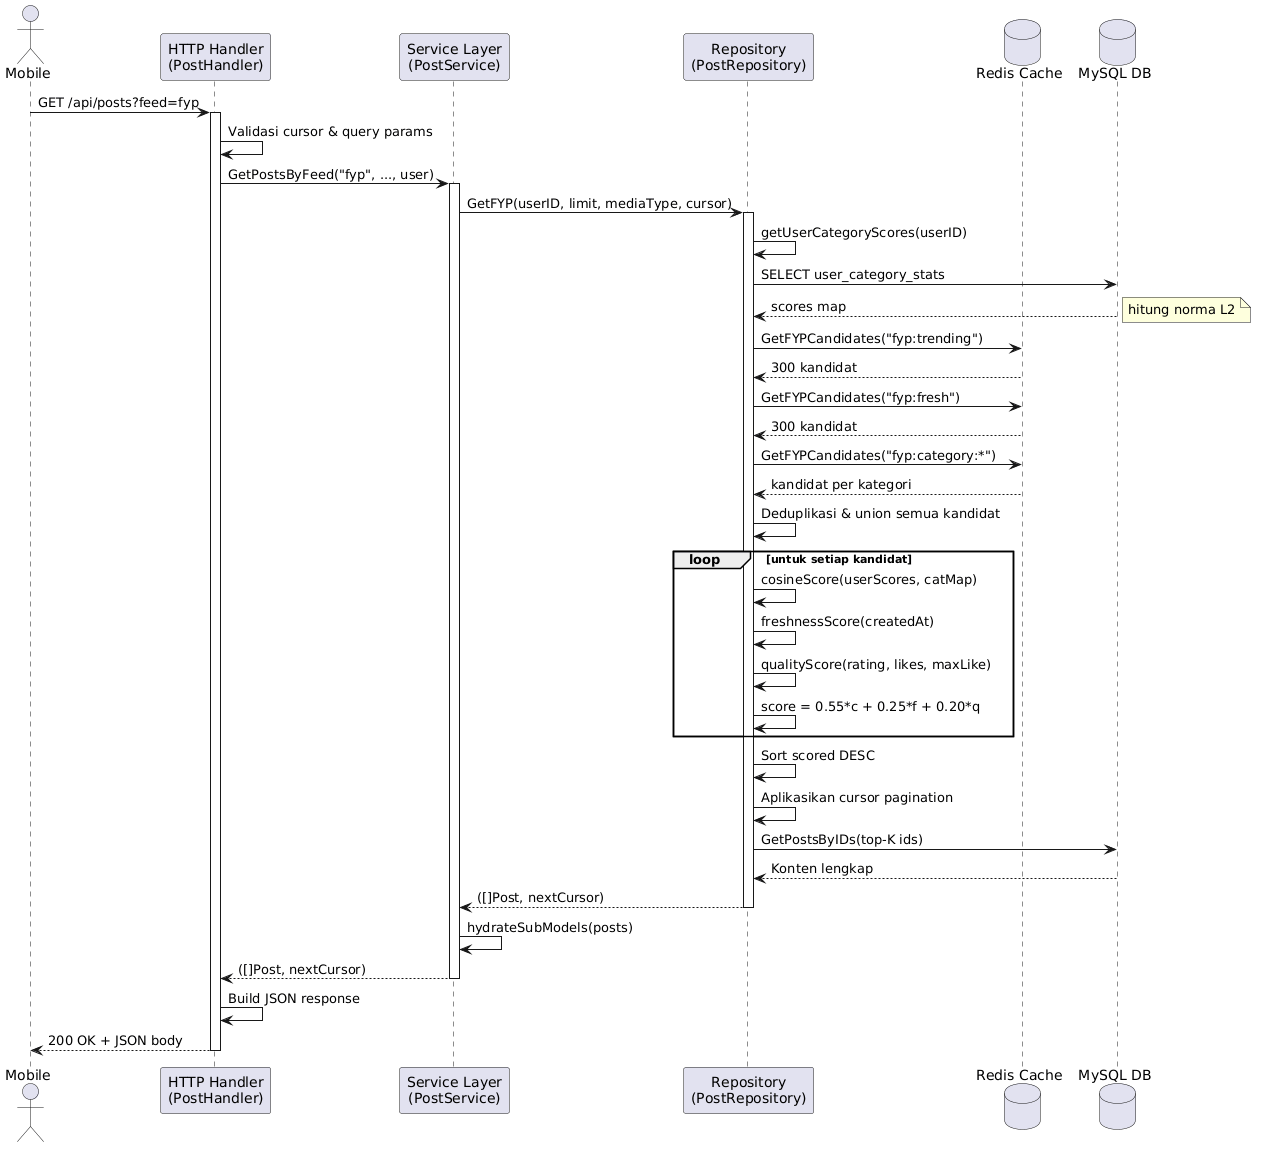 Mobile
HTTP Handler
(PostHandler)
Service Layer
(PostService)
Repository
(PostRepository)
Redis Cache
MySQL DB
GET /api/posts?feed=fyp
Validasi cursor & query params
GetPostsByFeed("fyp", ..., user)
GetFYP(userID, limit, mediaType, cursor)
getUserCategoryScores(userID)
SELECT user_category_stats
scores map
hitung norma L2
GetFYPCandidates("fyp:trending")
300 kandidat
GetFYPCandidates("fyp:fresh")
300 kandidat
GetFYPCandidates("fyp:category:*")
kandidat per kategori
Deduplikasi & union semua kandidat
loop
[untuk setiap kandidat]
cosineScore(userScores, catMap)
freshnessScore(createdAt)
qualityScore(rating, likes, maxLike)
score = 0.55*c + 0.25*f + 0.20*q
Sort scored DESC
Aplikasikan cursor pagination
GetPostsByIDs(top-K ids)
Konten lengkap
([]Post, nextCursor)
hydrateSubModels(posts)
([]Post, nextCursor)
Build JSON response
200 OK + JSON body
Mobile
HTTP Handler
(PostHandler)
Service Layer
(PostService)
Repository
(PostRepository)
Redis Cache
MySQL DB